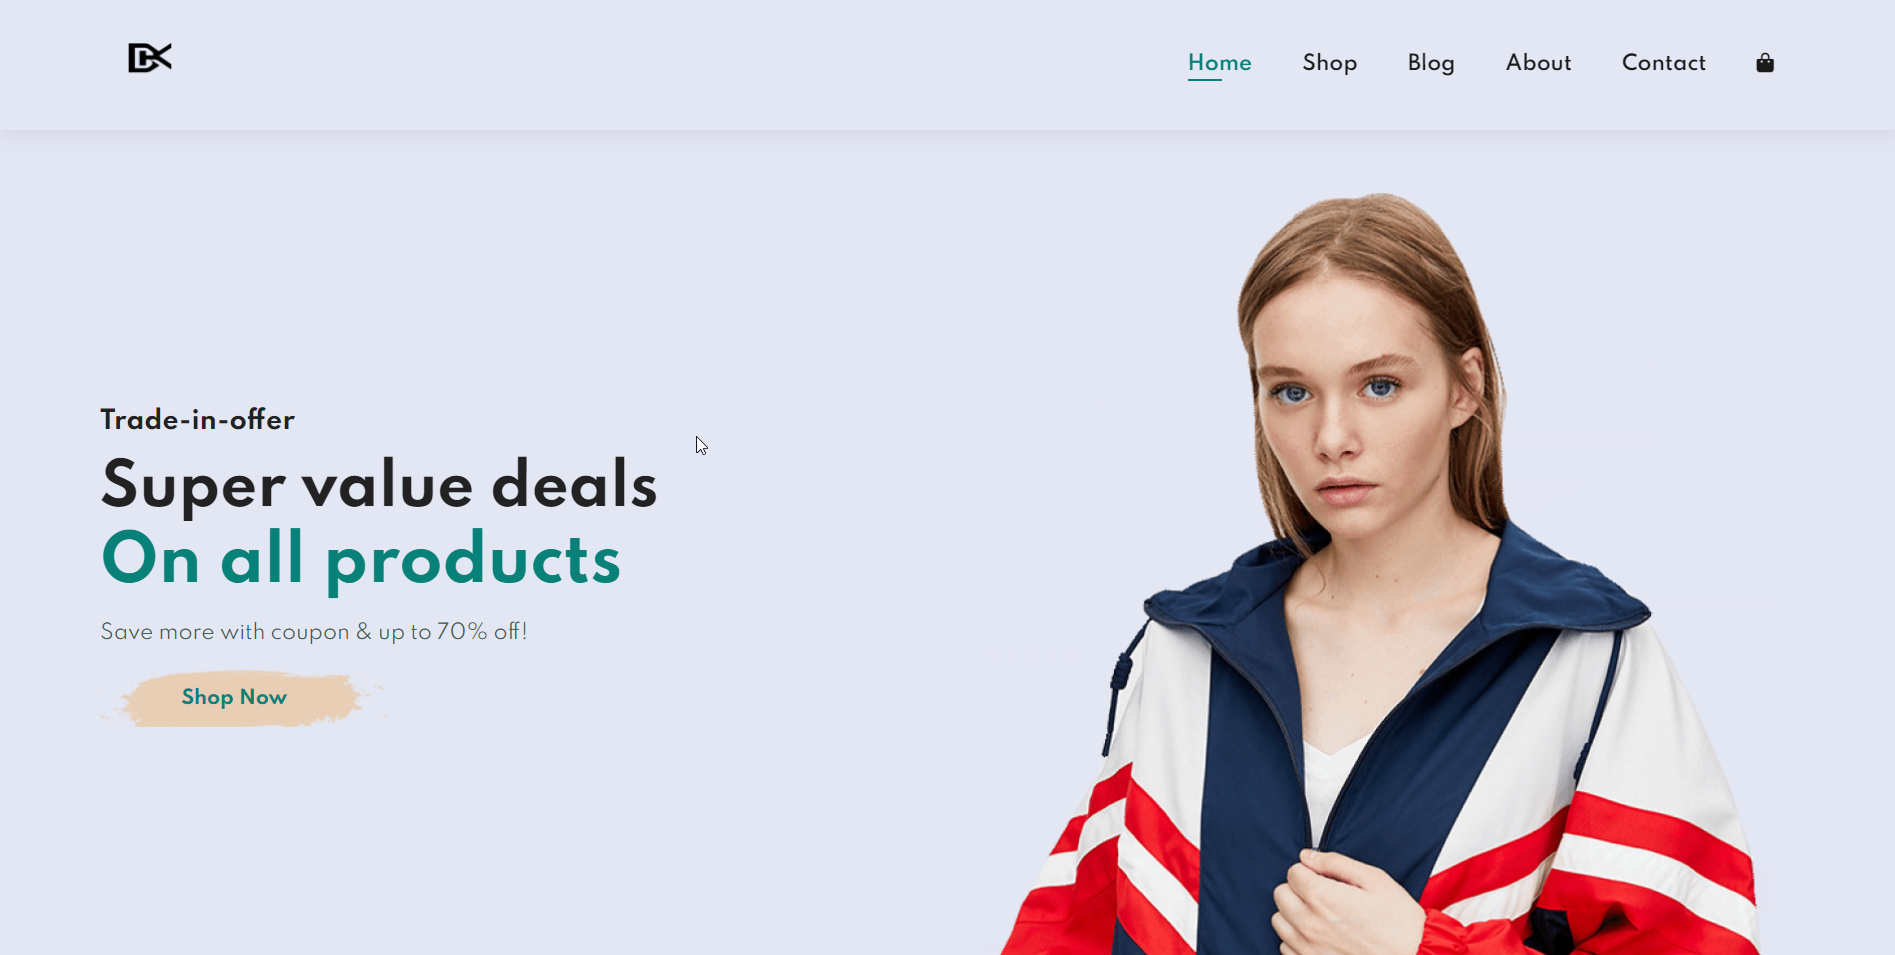 Home Shop Blog About Contact
Trade-in-offer
Super value deals
On all products
Save more with coupon & up to 70% off!
Shop Now